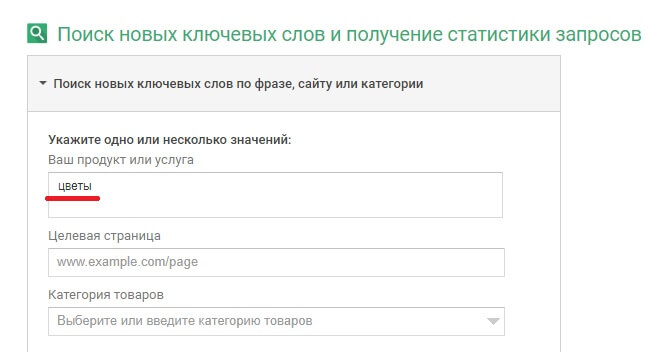 Поиск новых ключевых слов и получение статистики запросов
Поиск новых ключевых слов по фразе, сайту или категории
Укажите одно или несколько значений:
Ваш продукт или услуга
цветы
Целевая страница
www.example.com/page
Категория товаров
Выберите или введите категорию товаров